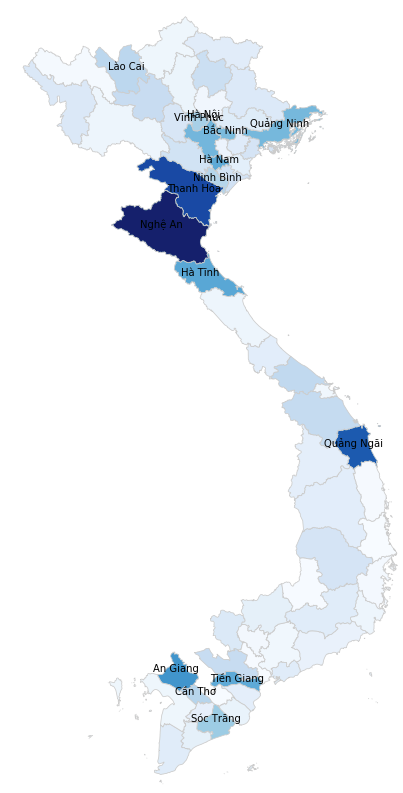 Lào Cai
Hà Nội
Vĩnh Phúc
Quảng Ninh
Bắc Ninh
Hà Nam
Ninh Bình
Thanh Hóa
Nghệ An
Hà Tĩnh
Quảng Ngãi
An Giang
Tiền Giang
Cần Thơ
Sóc Trăng